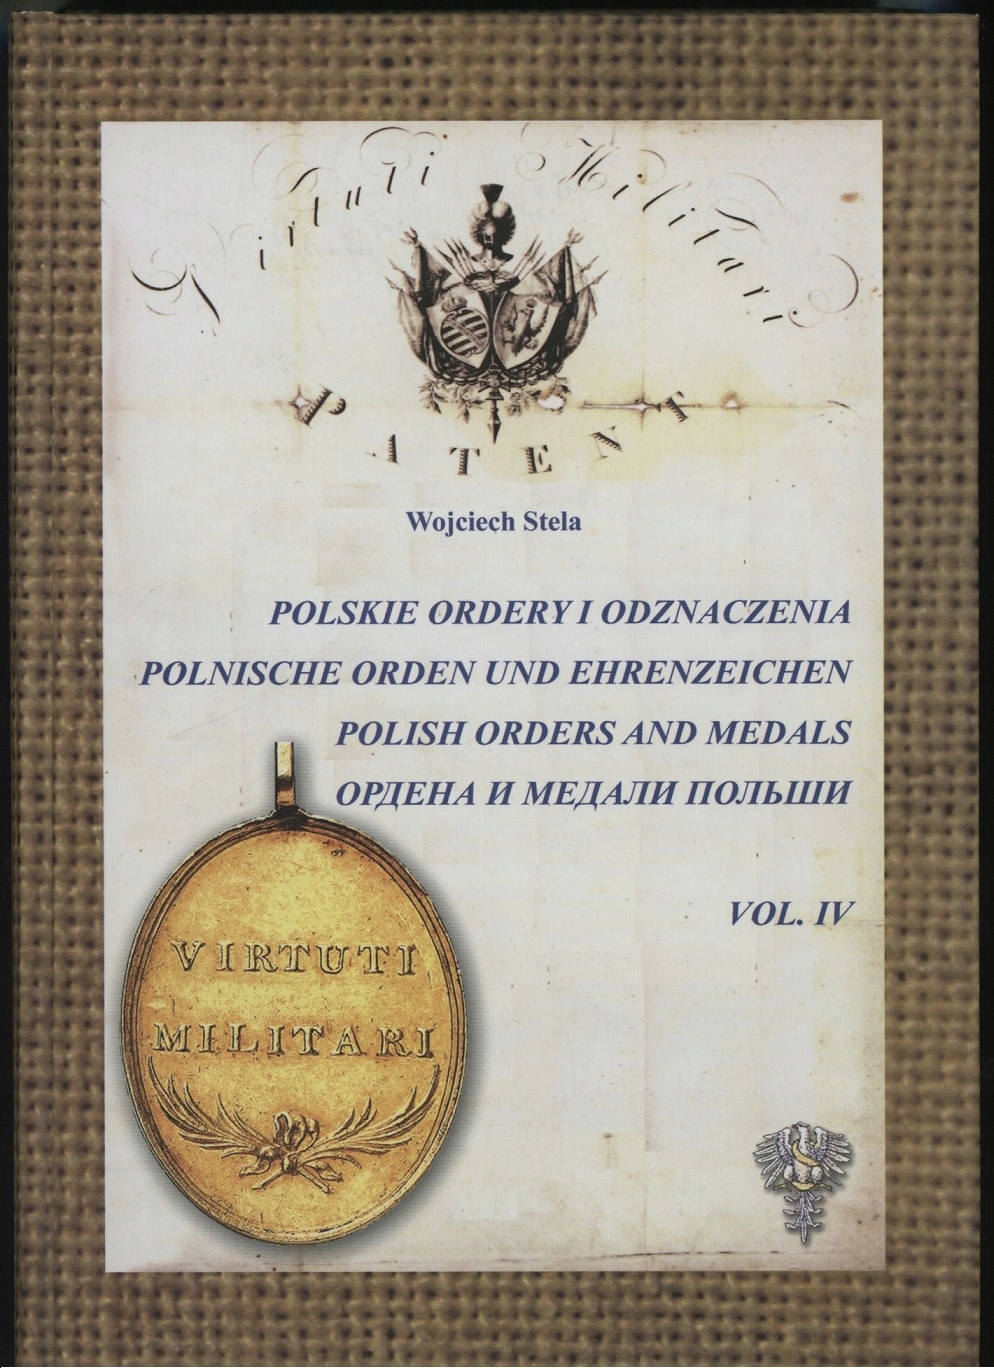 Virtuti Militari
PATENT
Wojciech Stela
POLSKIE ORDERY I ODZNACZENIA
POLNISCHE ORDEN UND EHRENZEICHEN
POLISH ORDERS AND MEDALS
ОРДЕНА И МЕДАЛИ ПОЛЬШИ
VOL. IV
VIRTUTI
MILITARI